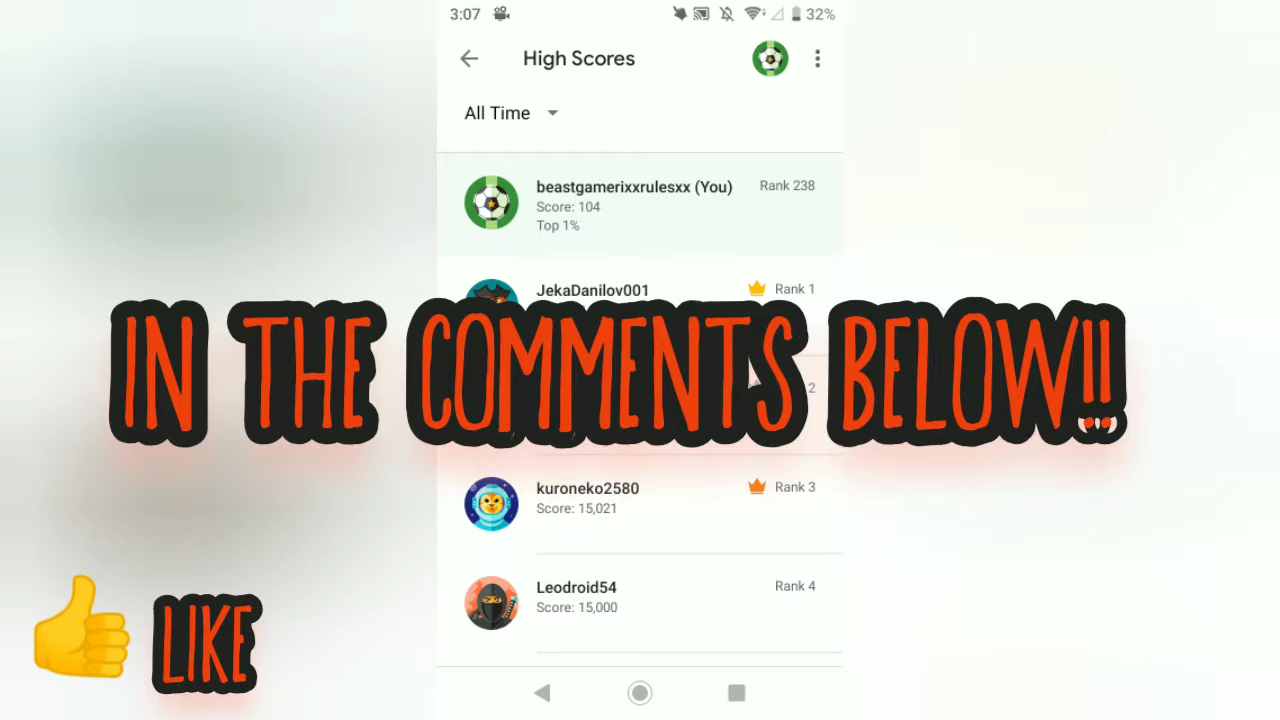 3:07
32%
High Scores
All Time
beastgamerixxrulesxx (You)
Rank 238
Score: 104
Top 1%
JekaDanilov001
Rank 1
IN THE COMMENTS BELOW!!
2
kuroneko2580
Rank 3
Score: 15,021
Leodroid54
Rank 4
Score: 15,000
LIKE